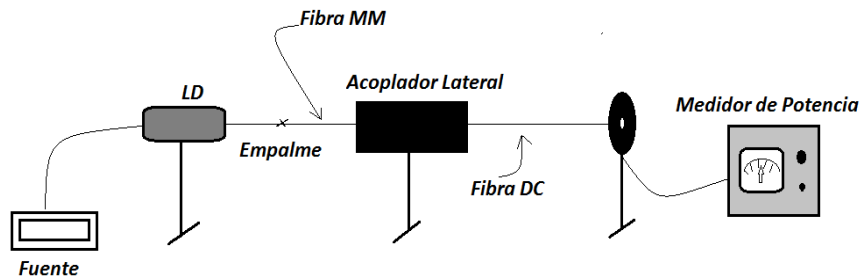 Fibra MM
LD
Acoplador Lateral
Medidor de Potencia
Empalme
Fibra DC
Fuente